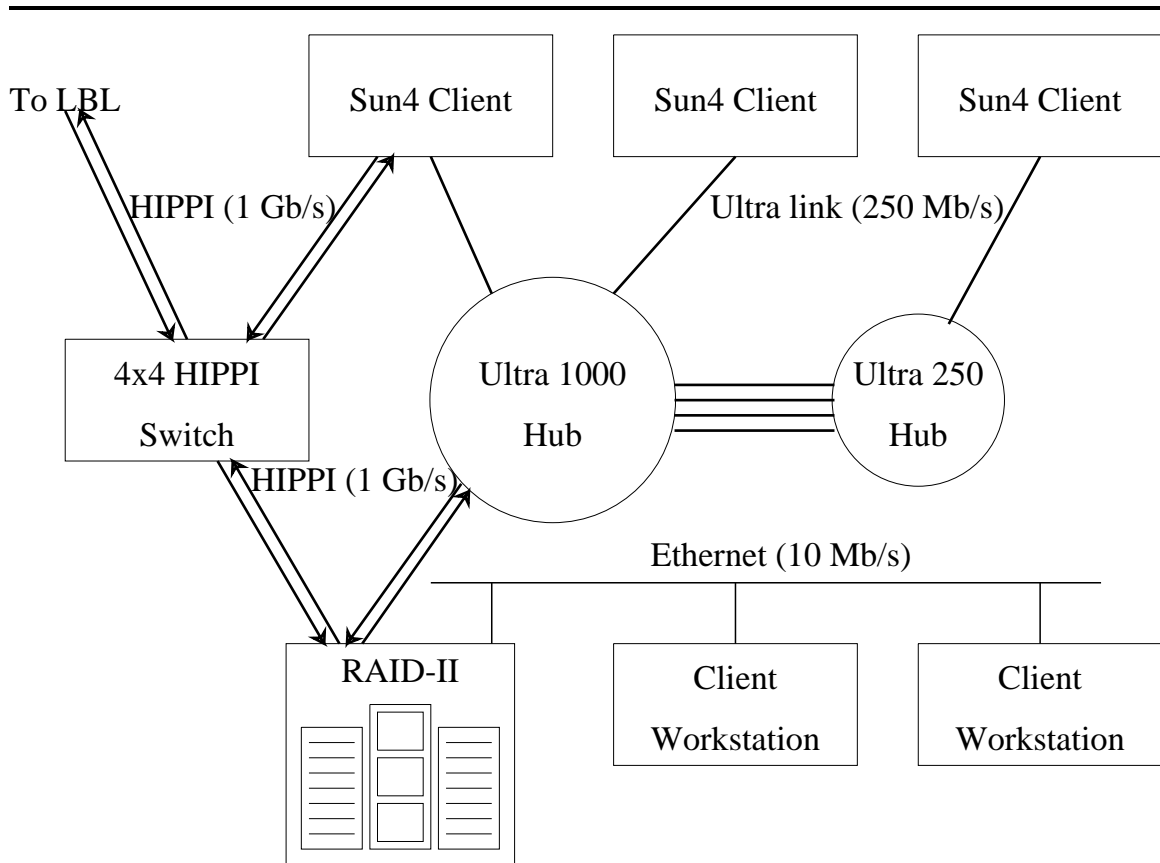 Sun4 Client
Sun4 Client
Sun4 Client
To LBL
HIPPI (1 Gb/s)
Ultra link (250 Mb/s)
4x4 HIPPI
Switch
Ultra 1000
Hub
Ultra 250
Hub
HIPPI (1 Gb/s)
Ethernet (10 Mb/s)
RAID-II
Client
Workstation
Client
Workstation